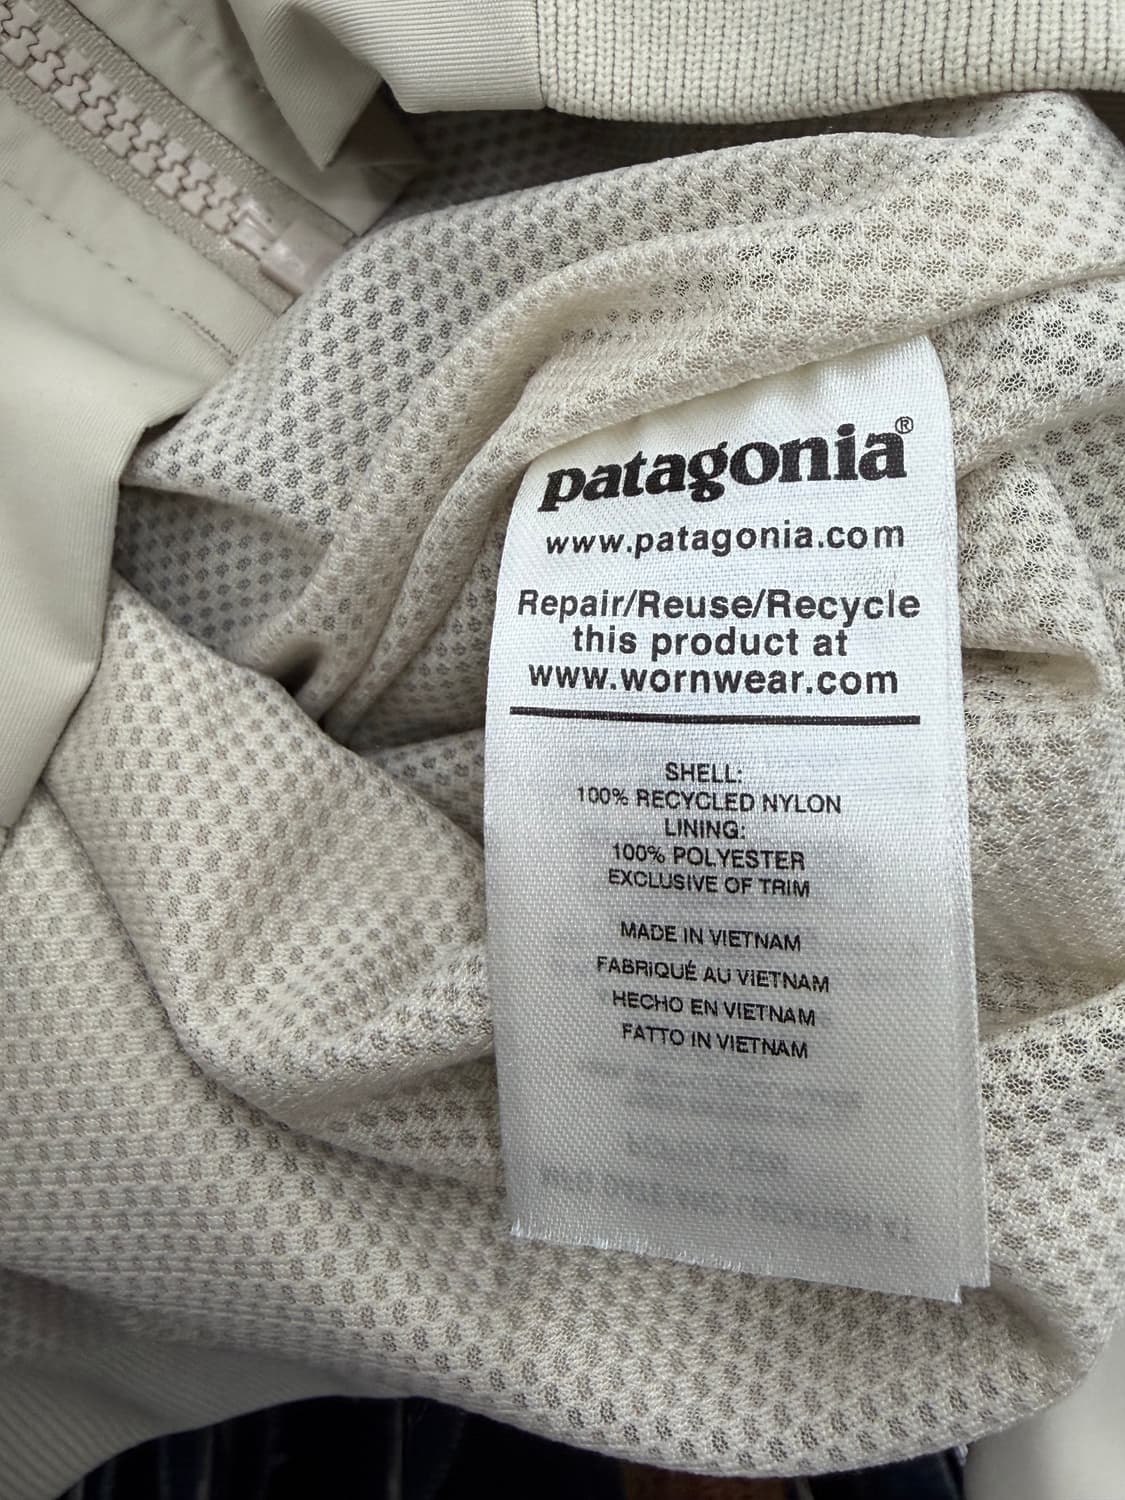 patagonia®
www.patagonia.com
Repair/Reuse/Recycle
this product at
www.wornwear.com
SHELL:
100% RECYCLED NYLON
LINING:
100% POLYESTER
EXCLUSIVE OF TRIM
MADE IN VIETNAM
FABRIQUÉ AU VIETNAM
HECHO EN VIETNAM
FATTO IN VIETNAM